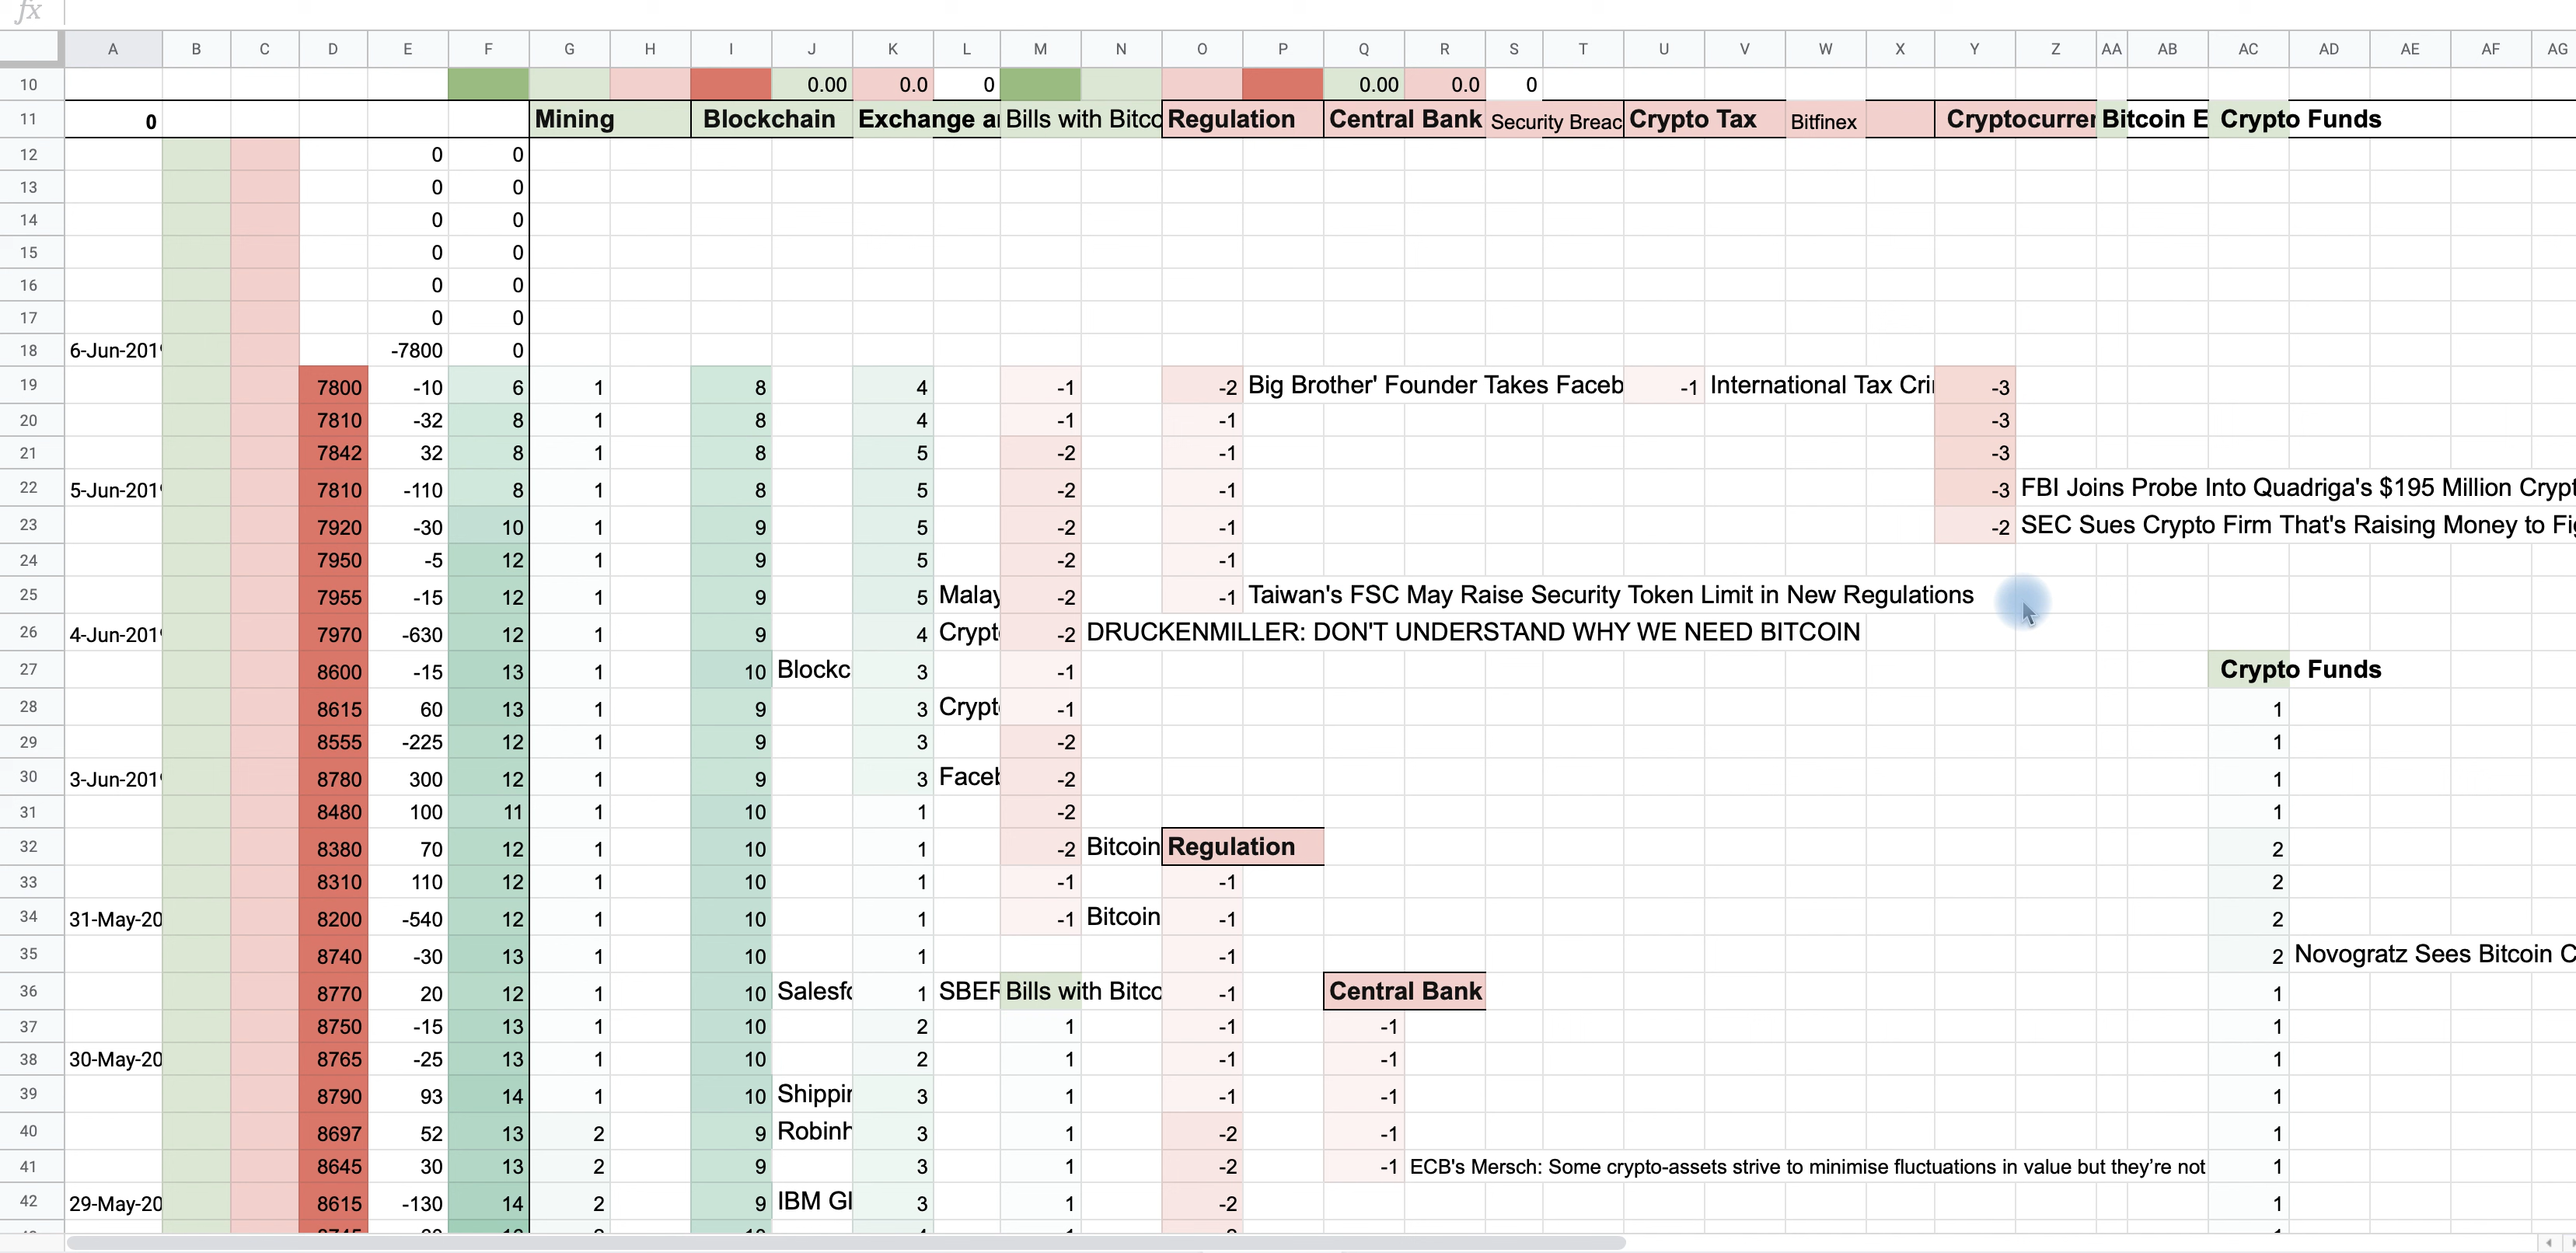 fx
A B C D E F G H I J K L M N O P Q R S T U V W X Y Z AA AB AC AD AE AF AG
10 0.00 0.0 0 0.00 0.0 0
11 0 Mining Blockchain Exchange a Bills with Bitco Regulation Central Bank Security Breac Crypto Tax Bitfinex Cryptocurre Bitcoin E Crypto Funds
12 0 0
13 0 0
14 0 0
15 0 0
16 0 0
17 0 0
18 6-Jun-201 -7800 0
19 7800 -10 6 1 8 4 -1 -2 Big Brother' Founder Takes Faceb -1 International Tax Cri -3
20 7810 -32 8 1 8 4 -1 -1 -3
21 7842 32 8 1 8 5 -2 -1 -3
22 5-Jun-201 7810 -110 8 1 8 5 -2 -1 -3 FBI Joins Probe Into Quadriga's $195 Million Crypt
23 7920 -30 10 1 9 5 -2 -1 -2 SEC Sues Crypto Firm That's Raising Money to Fi
24 7950 -5 12 1 9 5 -2 -1
25 7955 -15 12 1 9 5 Malay -2 -1 Taiwan's FSC May Raise Security Token Limit in New Regulations
26 4-Jun-201 7970 -630 12 1 9 4 Crypt -2 DRUCKENMILLER: DON'T UNDERSTAND WHY WE NEED BITCOIN
27 8600 -15 13 1 10 Blockc 3 -1 Crypto Funds
28 8615 60 13 1 9 3 Crypt -1 1
29 8555 -225 12 1 9 3 -2 1
30 3-Jun-201 8780 300 12 1 9 3 Faceb -2 1
31 8480 100 11 1 10 1 -2 1
32 8380 70 12 1 10 1 -2 Bitcoin Regulation 2
33 8310 110 12 1 10 1 -1 -1 2
34 31-May-20 8200 -540 12 1 10 1 -1 Bitcoin -1 2
35 8740 -30 13 1 10 1 -1 2 Novogratz Sees Bitcoin C
36 8770 20 12 1 10 Salesfo 1 SBER Bills with Bitco -1 Central Bank 1
37 8750 -15 13 1 10 2 1 -1 -1 1
38 30-May-20 8765 -25 13 1 10 2 1 -1 -1 1
39 8790 93 14 1 10 Shippin 3 1 -1 -1 1
40 8697 52 13 2 9 Robinh 3 1 -2 -1 1
41 8645 30 13 2 9 3 1 -2 -1 ECB's Mersch: Some crypto-assets strive to minimise fluctuations in value but they're not 1
42 29-May-20 8615 -130 14 2 9 IBM Gl 3 1 -2 1